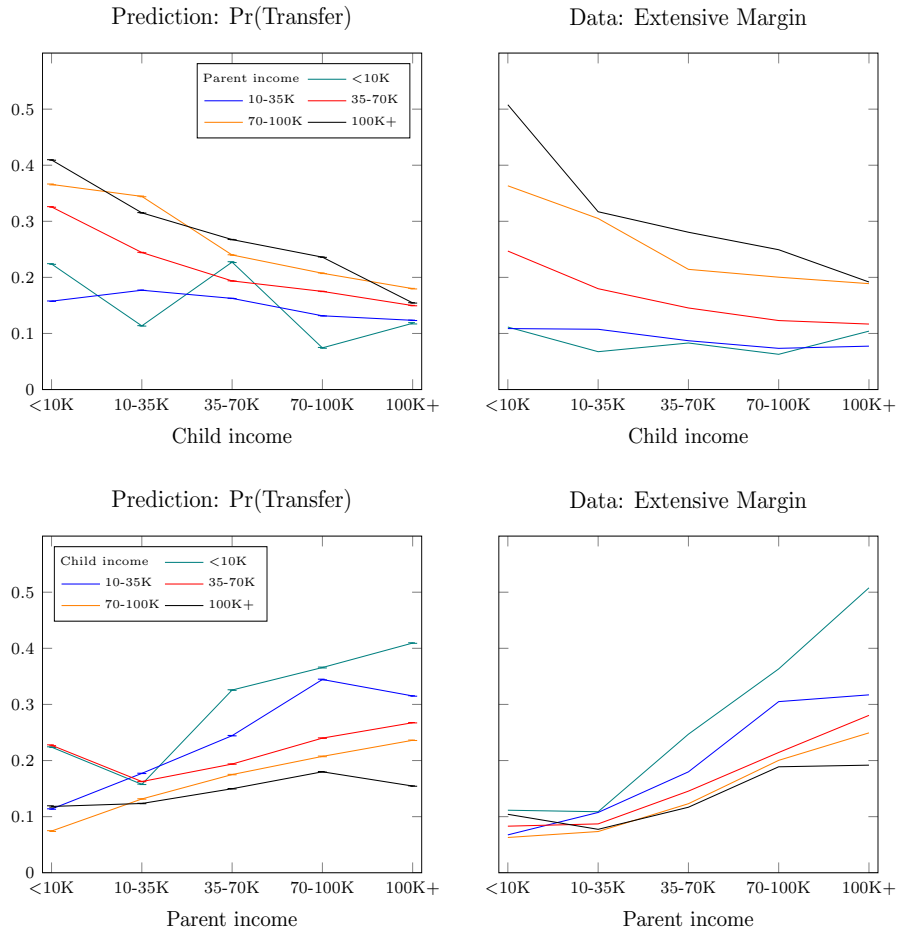 Prediction: Pr(Transfer)
Data: Extensive Margin
Parent income
<10K
10-35K
35-70K
70-100K
100K+
0.5
0.4
0.3
0.2
0.1
0
<10K 10-35K 35-70K 70-100K 100K+
<10K 10-35K 35-70K 70-100K 100K+
Child income
Child income
Prediction: Pr(Transfer)
Data: Extensive Margin
Child income
<10K
10-35K
35-70K
70-100K
100K+
0.5
0.4
0.3
0.2
0.1
0
<10K 10-35K 35-70K 70-100K 100K+
<10K 10-35K 35-70K 70-100K 100K+
Parent income
Parent income